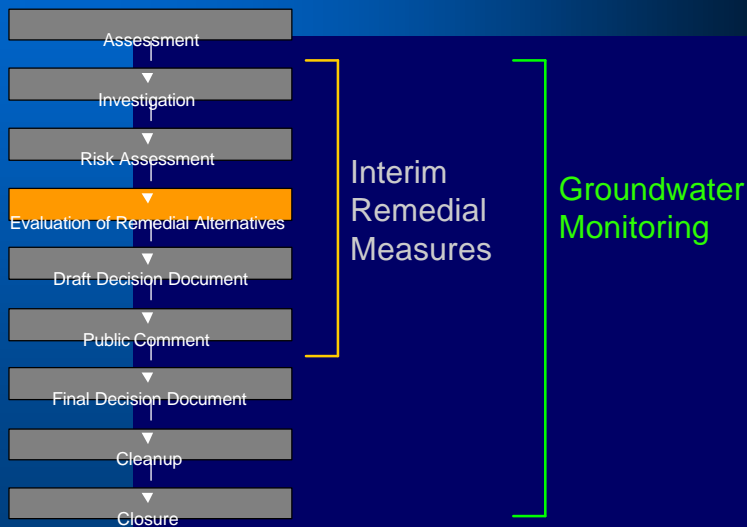 Assessment
Investigation
Risk Assessment
Evaluation of Remedial Alternatives
Draft Decision Document
Public Comment
Final Decision Document
Cleanup
Closure
Interim
Remedial
Measures
Groundwater
Monitoring